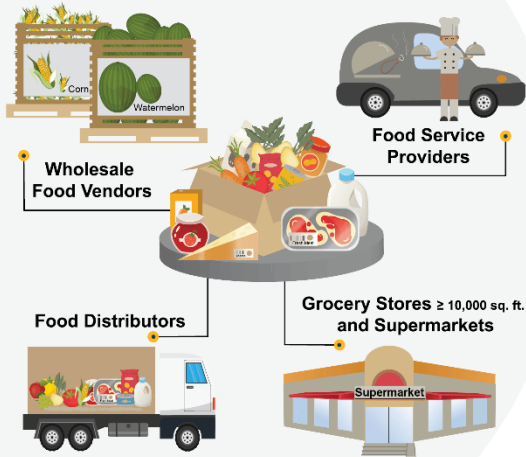 Corn
Watermelon
Wholesale
Food Vendors
Food Service
Providers
Food Distributors
Grocery Stores ≥ 10,000 sq. ft.
and Supermarkets
Supermarket